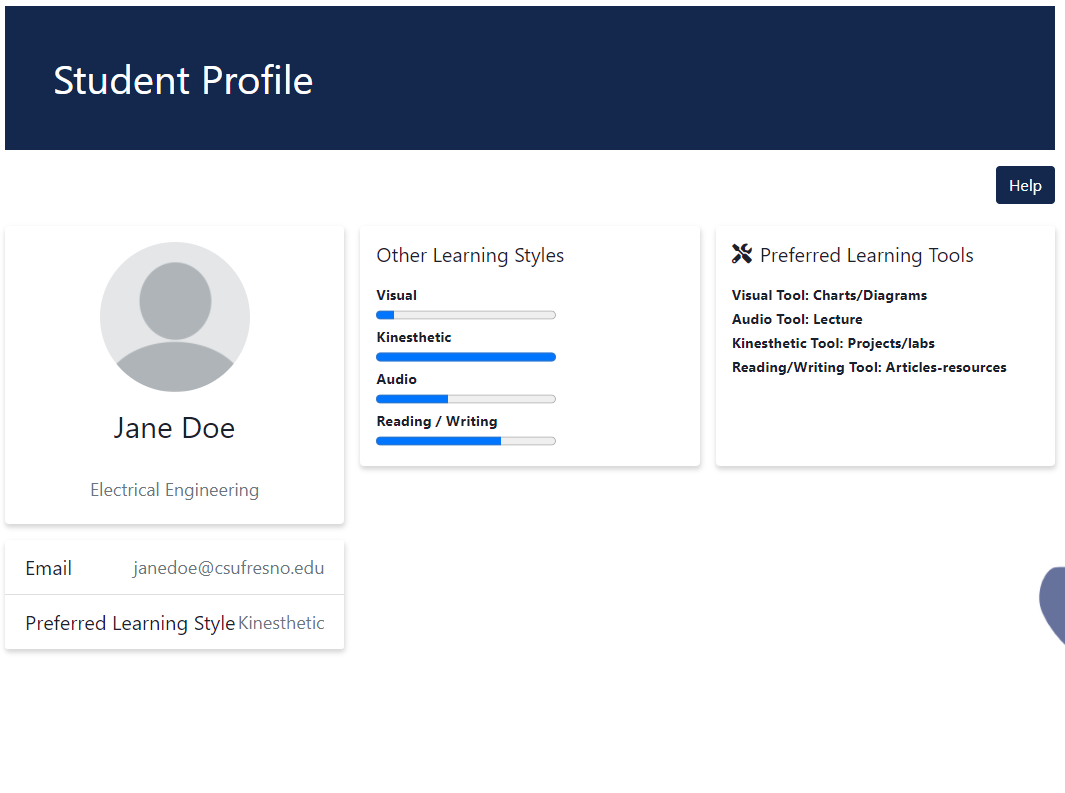 Student Profile
Help
Jane Doe
Electrical Engineering
Email janedoe@csufresno.edu
Preferred Learning Style Kinesthetic
Other Learning Styles
Visual
Kinesthetic
Audio
Reading / Writing
Preferred Learning Tools
Visual Tool: Charts/Diagrams
Audio Tool: Lecture
Kinesthetic Tool: Projects/labs
Reading/Writing Tool: Articles-resources